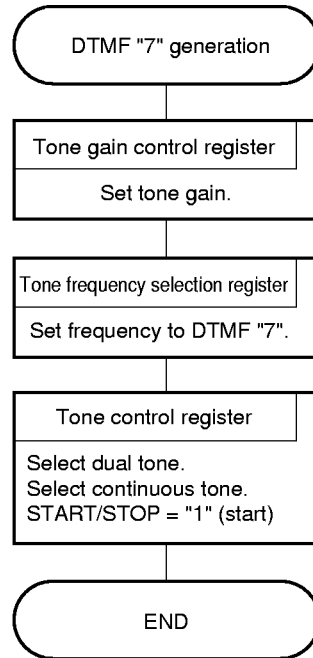 DTMF "7" generation
Tone gain control register
Set tone gain.
Tone frequency selection register
Set frequency to DTMF "7".
Tone control register
Select dual tone.
Select continuous tone.
START/STOP = "1" (start)
END